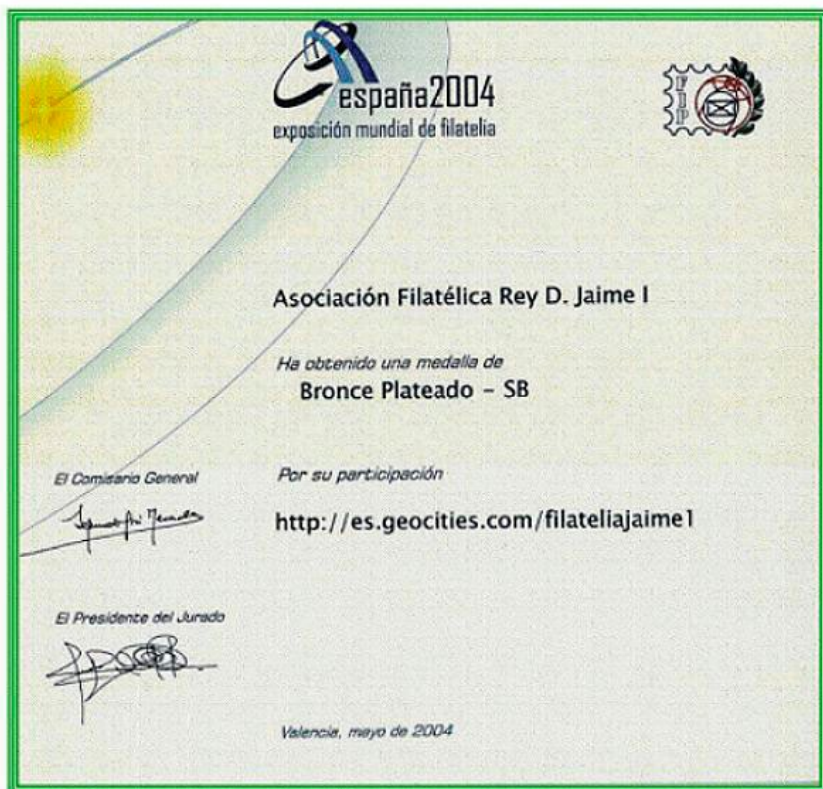 españa2004
exposición mundial de filatelia
FIP
Asociación Filatélica Rey D. Jaime I
Ha obtenido una medalla de
Bronce Plateado – SB
El Comisario General
Por su participación
http://es.geocities.com/filateliajaime1
El Presidente del Jurado
Valencia, mayo de 2004